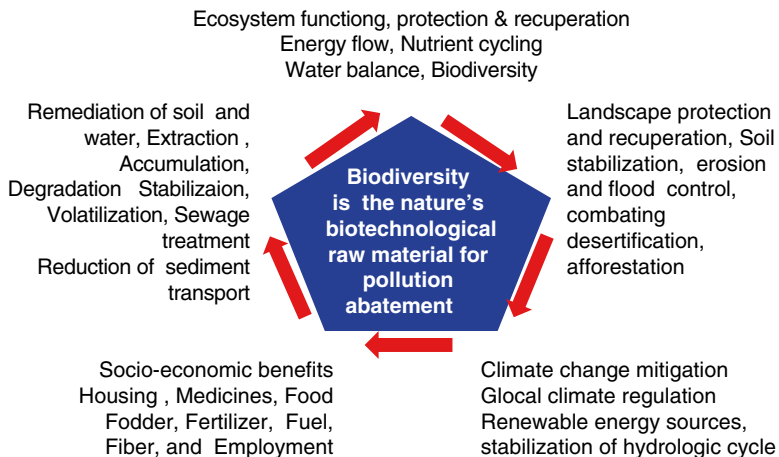 Ecosystem functiong, protection & recuperation
Energy flow, Nutrient cycling
Water balance, Biodiversity
Remediation of soil and
water, Extraction ,
Accumulation,
Degradation Stabilizaion,
Volatilization, Sewage
treatment
Reduction of sediment
transport
Biodiversity
is the nature's
biotechnological
raw material for
pollution
abatement
Landscape protection
and recuperation, Soil
stabilization, erosion
and flood control,
combating
desertification,
afforestation
Socio-economic benefits
Housing , Medicines, Food
Fodder, Fertilizer, Fuel,
Fiber, and Employment
Climate change mitigation
Glocal climate regulation
Renewable energy sources,
stabilization of hydrologic cycle